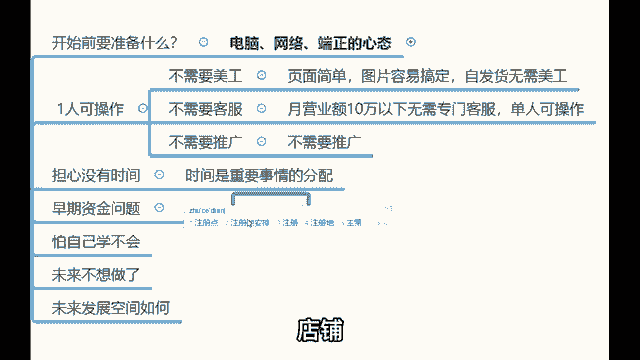 开始前要准备什么? 电脑、网络、端正的心态
不需要美工 页面简单，图片容易搞定，自发货无需美工
1人可操作 不需要客服 月营业额10万以下无需专门客服，单人可操作
不需要推广 不需要推广
担心没有时间 时间是重要事情的分配
早期资金问题
怕自己学不会
未来不想做了
未来发展空间如何
店铺